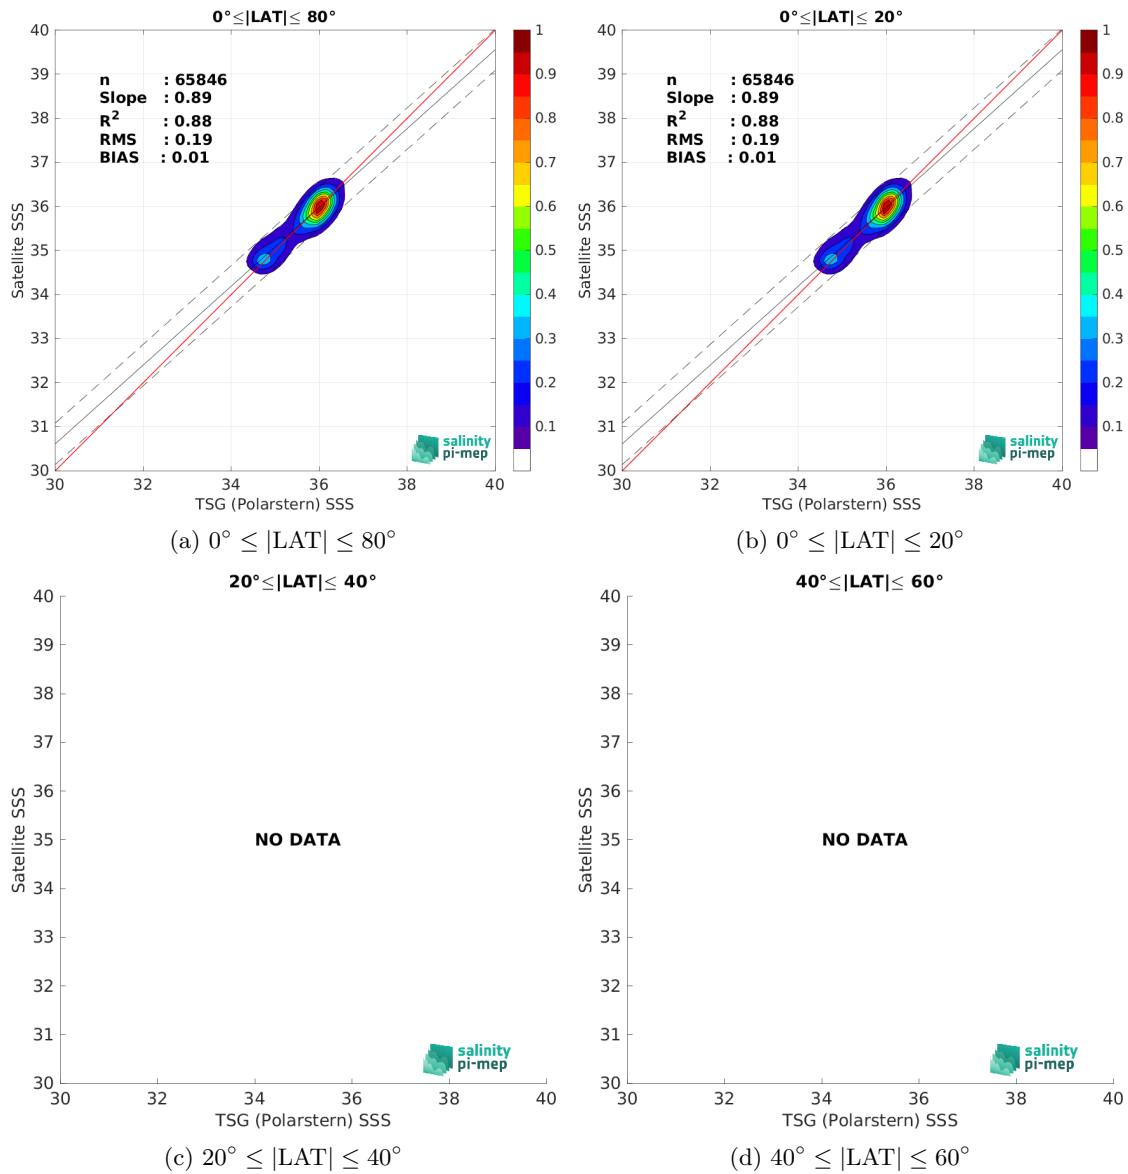 0°≤|LAT|≤ 80°
40
39
38
37
36
35
34
33
32
31
30
Satellite SSS
n : 65846
Slope : 0.89
R² : 0.88
RMS : 0.19
BIAS : 0.01
1
0.9
0.8
0.7
0.6
0.5
0.4
0.3
0.2
0.1
salinity
pi-mep
30 32 34 36 38 40
TSG (Polarstern) SSS
(a) 0° ≤ |LAT| ≤ 80°
0°≤|LAT|≤ 20°
40
39
38
37
36
35
34
33
32
31
30
Satellite SSS
n : 65846
Slope : 0.89
R² : 0.88
RMS : 0.19
BIAS : 0.01
1
0.9
0.8
0.7
0.6
0.5
0.4
0.3
0.2
0.1
salinity
pi-mep
30 32 34 36 38 40
TSG (Polarstern) SSS
(b) 0° ≤ |LAT| ≤ 20°
20°≤|LAT|≤ 40°
40
39
38
37
36
35
34
33
32
31
30
Satellite SSS
NO DATA
salinity
pi-mep
30 32 34 36 38 40
TSG (Polarstern) SSS
(c) 20° ≤ |LAT| ≤ 40°
40°≤|LAT|≤ 60°
40
39
38
37
36
35
34
33
32
31
30
Satellite SSS
NO DATA
salinity
pi-mep
30 32 34 36 38 40
TSG (Polarstern) SSS
(d) 40° ≤ |LAT| ≤ 60°